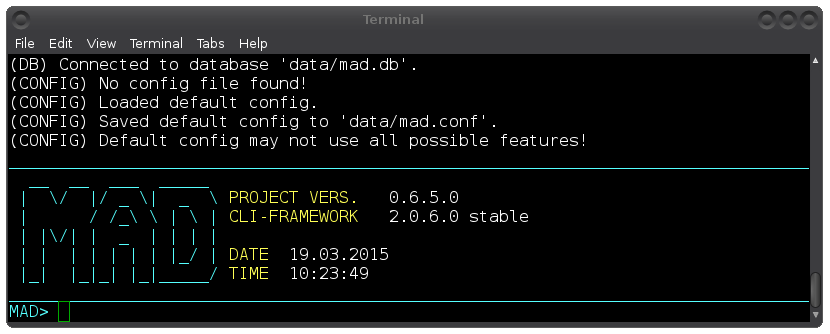 Terminal
File Edit View Terminal Tabs Help
(DB) Connected to database 'data/mad.db'.
(CONFIG) No config file found!
(CONFIG) Loaded default config.
(CONFIG) Saved default config to 'data/mad.conf'.
(CONFIG) Default config may not use all possible features!
MAD
PROJECT VERS. 0.6.5.0
CLI-FRAMEWORK 2.0.6.0 stable
DATE 19.03.2015
TIME 10:23:49
MAD>